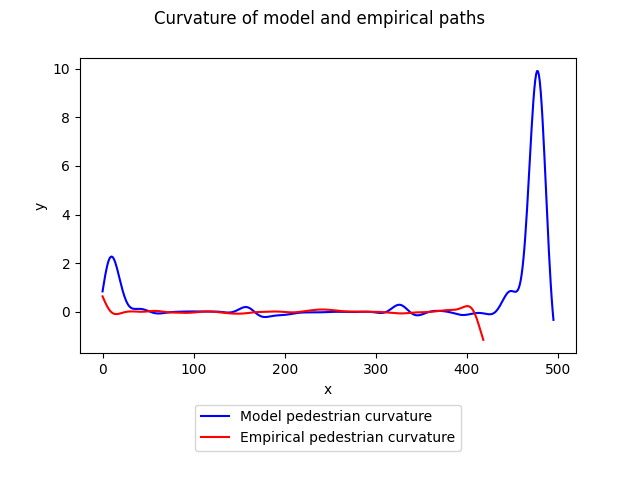 Curvature of model and empirical paths
10
8
6
4
2
0
y
0 100 200 300 400 500
x
Model pedestrian curvature
Empirical pedestrian curvature